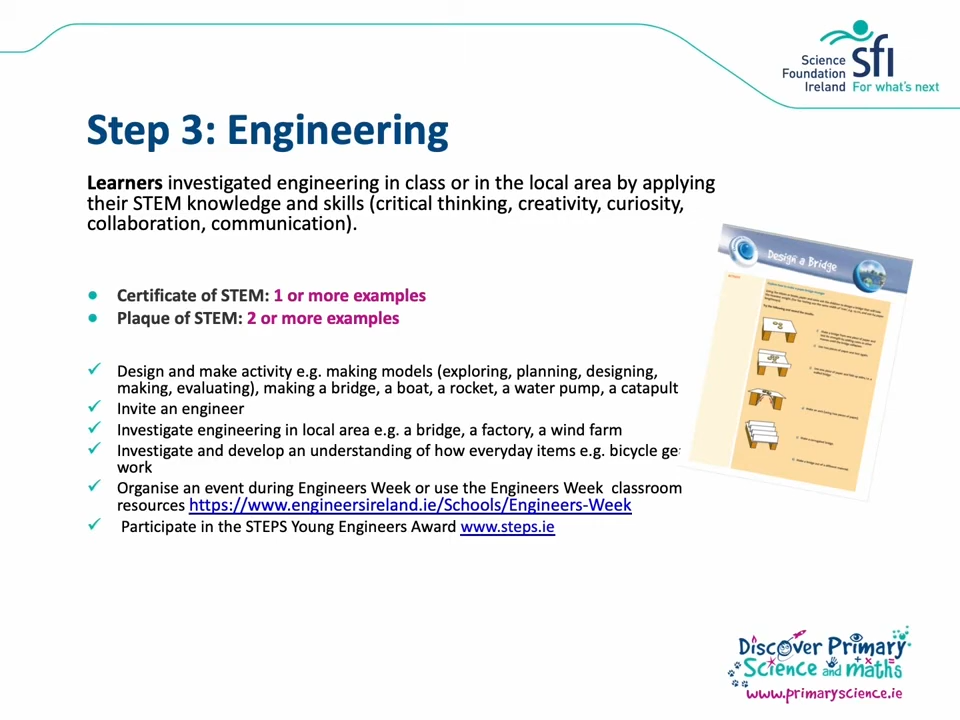 Science
Foundation
Ireland
sfi
For what's next
Step 3: Engineering
Learners investigated engineering in class or in the local area by applying
their STEM knowledge and skills (critical thinking, creativity, curiosity,
collaboration, communication).
● Certificate of STEM: 1 or more examples
● Plaque of STEM: 2 or more examples
✓ Design and make activity e.g. making models (exploring, planning, designing,
making, evaluating), making a bridge, a boat, a rocket, a water pump, a catapult
✓ Invite an engineer
✓ Investigate engineering in local area e.g. a bridge, a factory, a wind farm
✓ Investigate and develop an understanding of how everyday items e.g. bicycle
work
✓ Organise an event during Engineers Week or use the Engineers Week classroom
resources https://www.engineersireland.ie/Schools/Engineers-Week
✓ Participate in the STEPS Young Engineers Award www.steps.ie
Design a Bridge
Discover Primary
Science and maths
www.primaryscience.ie